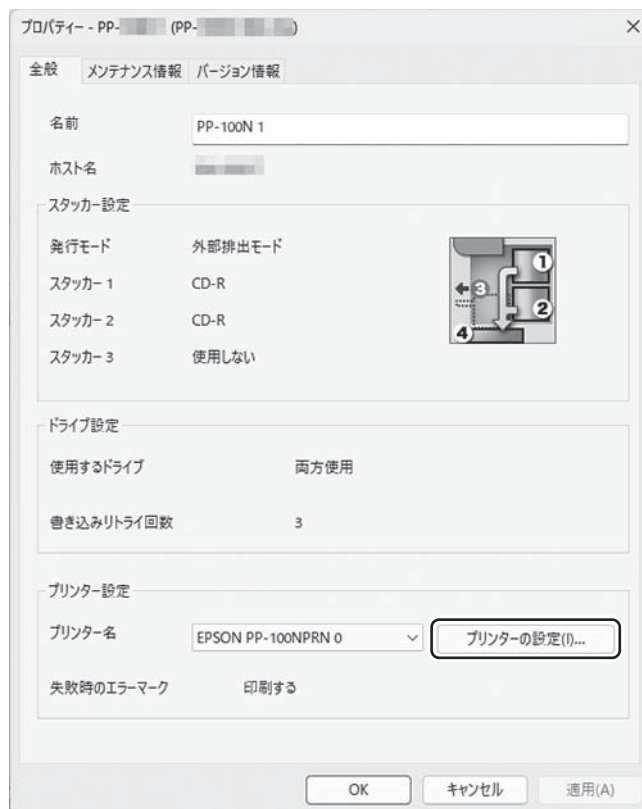 プロパティー - PP- (PP- )
全般 メンテナンス情報 バージョン情報
名前 PP-100N 1
ホスト名
スタッカー設定
発行モード 外部排出モード
スタッカー 1 CD-R
スタッカー 2 CD-R
スタッカー 3 使用しない
1
3
2
4
ドライブ設定
使用するドライブ 両方使用
書き込みリトライ回数 3
プリンター設定
プリンター名 EPSON PP-100NPRN 0 プリンターの設定(I)...
失敗時のエラーマーク 印刷する
OK キャンセル 適用(A)